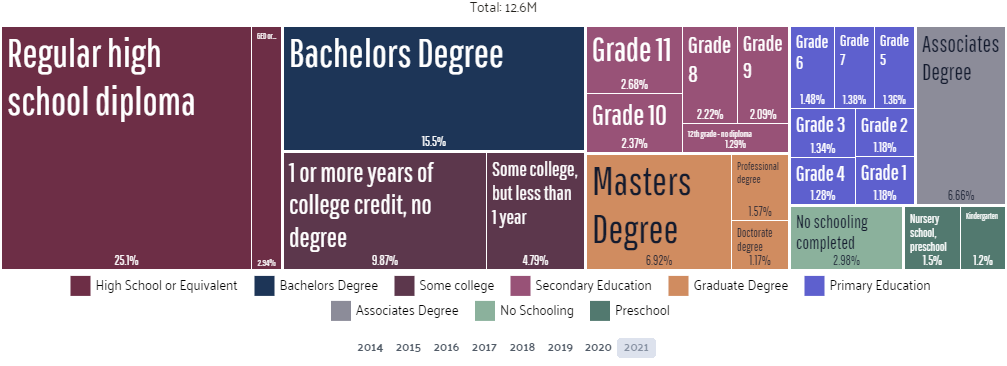 Total: 12.6M
Regular high
school diploma
25.1%
GED or...
2.94%
Bachelors Degree
15.5%
1 or more years of
college credit, no
degree
9.87%
Some college,
but less than
1 year
4.79%
Grade 11
2.68%
Grade 10
2.37%
Grade
8
2.22%
Grade
9
2.09%
12th grade - no diploma
1.29%
Masters
Degree
6.92%
Professional
degree
1.57%
Doctorate
degree
1.17%
Grade
6
1.48%
Grade
7
1.38%
Grade
5
1.36%
Grade 3
1.34%
Grade 2
1.18%
Grade 4
1.28%
Grade 1
1.18%
Associates
Degree
6.66%
No schooling
completed
2.98%
Nursery
school,
preschool
1.5%
Kindergarten
1.2%
High School or Equivalent Bachelors Degree Some college Secondary Education Graduate Degree Primary Education
Associates Degree No Schooling Preschool
2014 2015 2016 2017 2018 2019 2020 2021